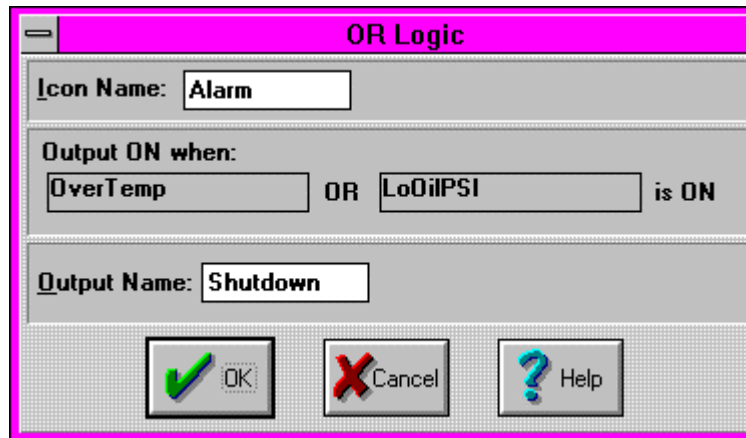 OR Logic
Icon Name: Alarm
Output ON when:
OverTemp OR LoOilPSI is ON
Output Name: Shutdown
OK Cancel ? Help